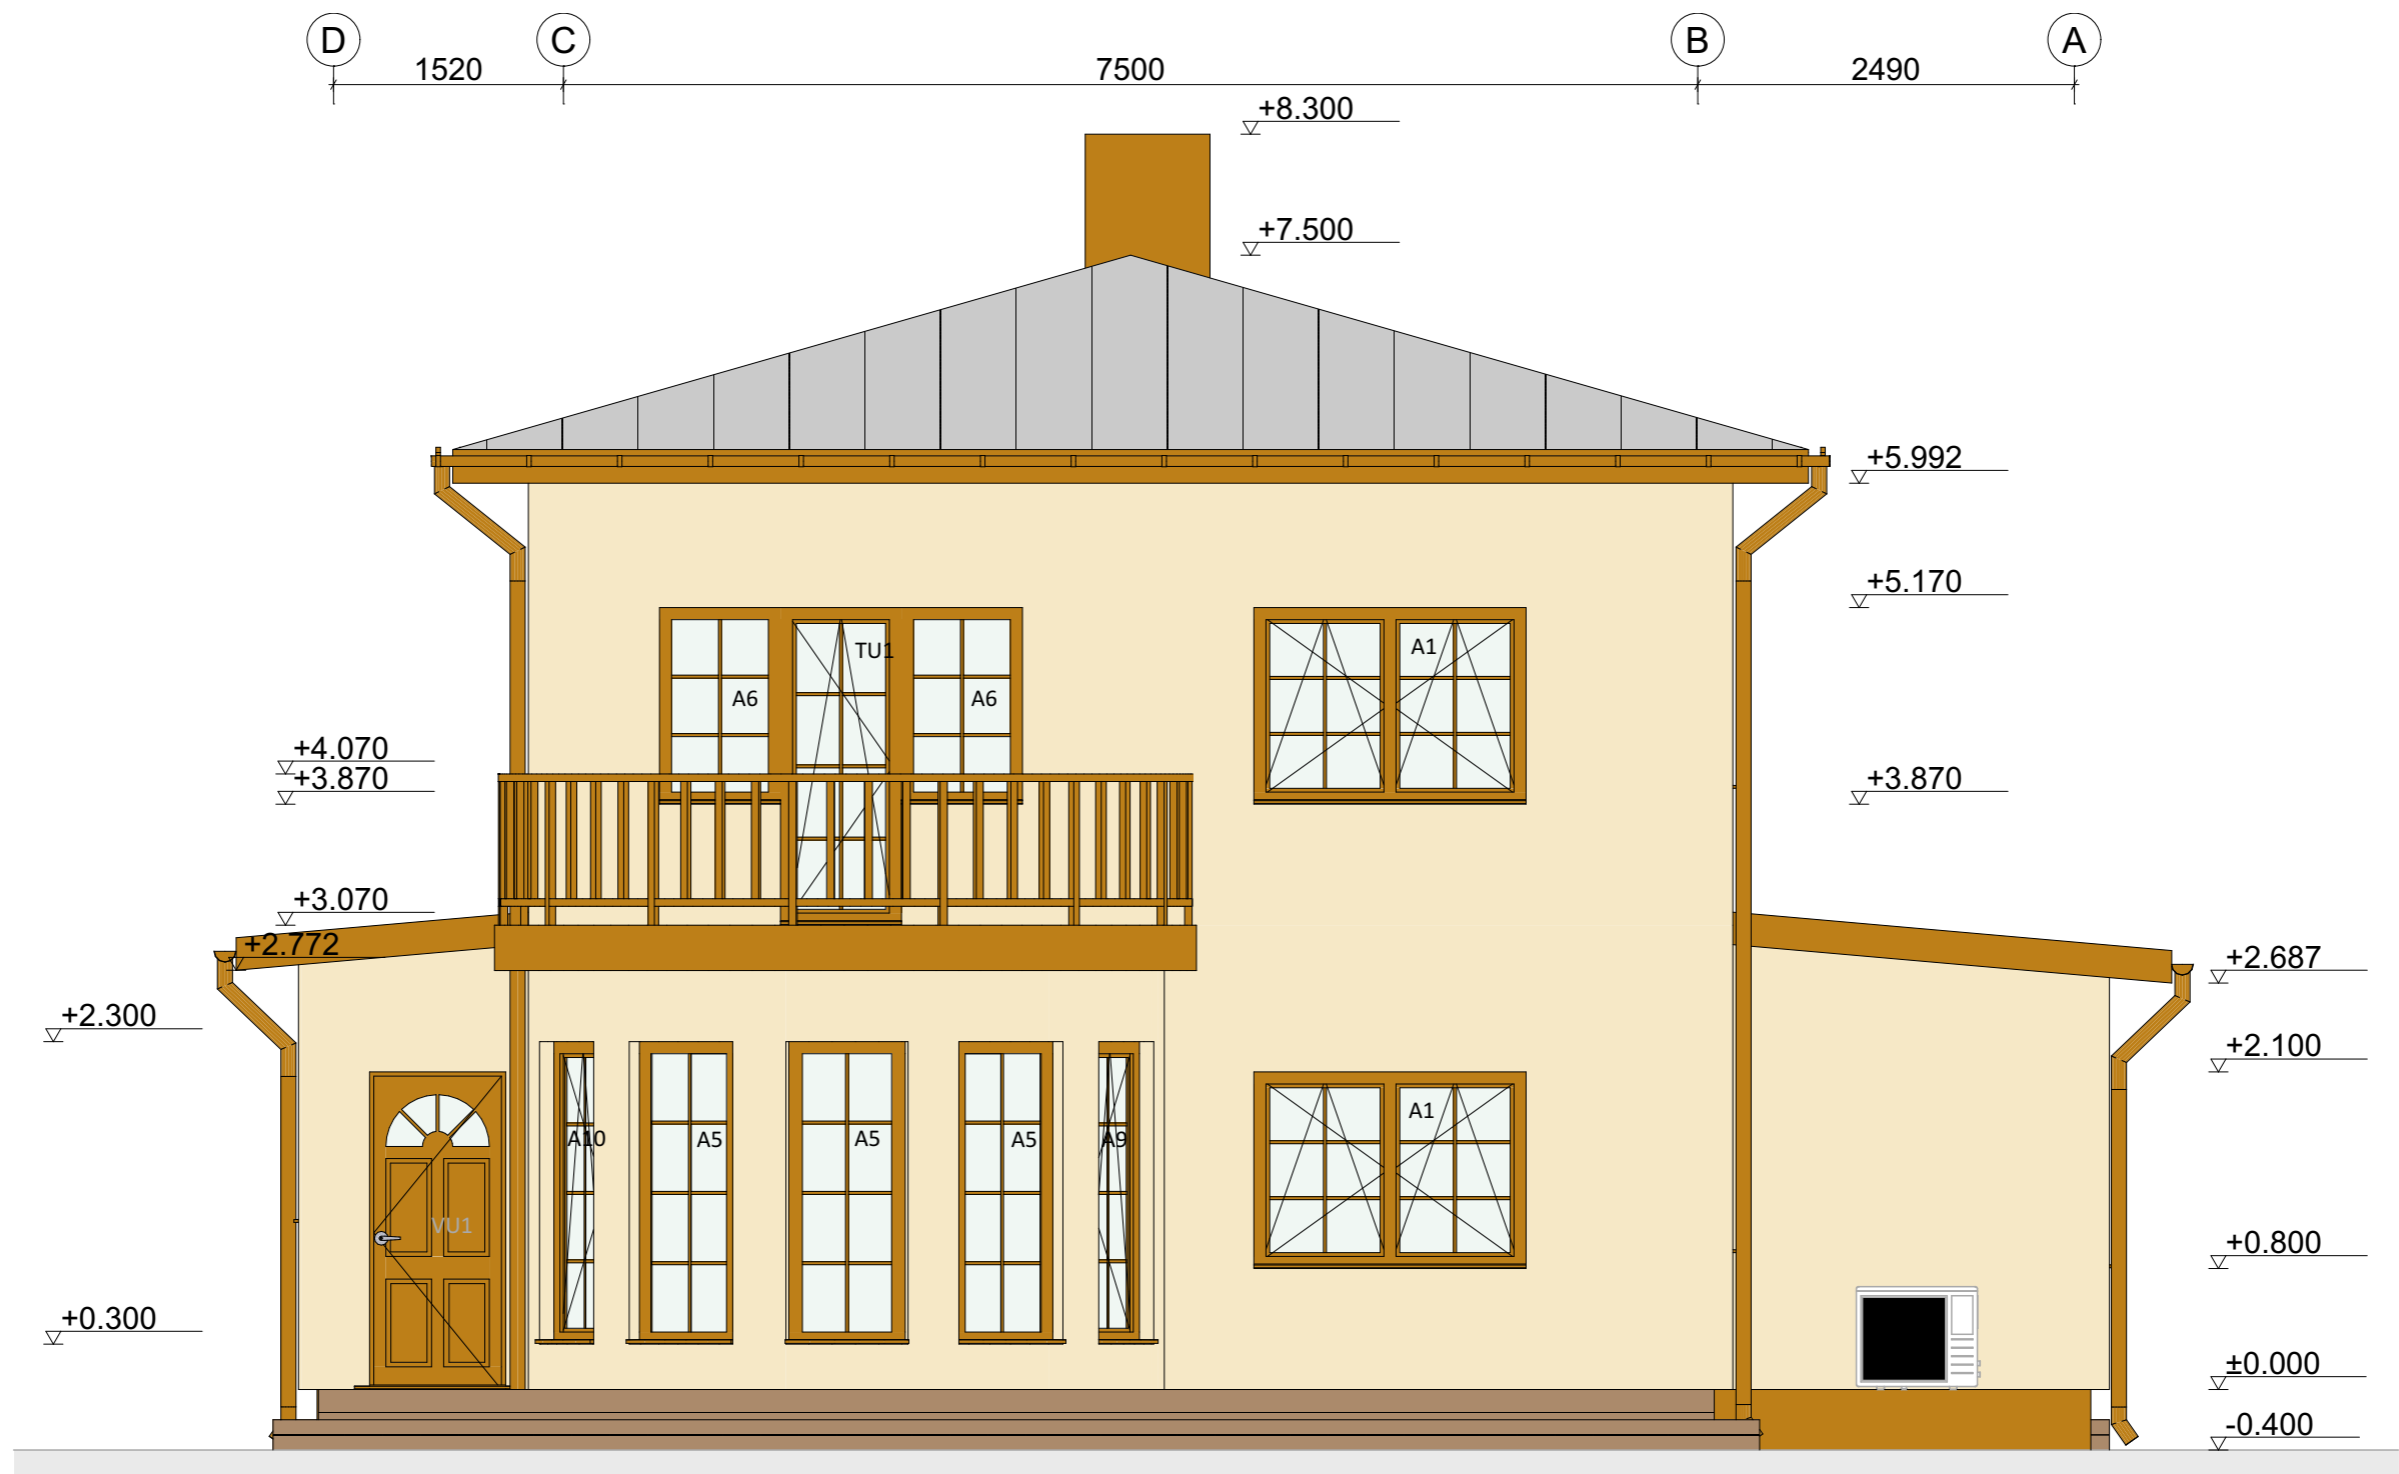 D C B A
1520 7500 2490
+8.300
+7.500
+5.992
+5.170
TU1
A1
A6 A6
+4.070
+3.870 +3.870
+3.070
+2.772 +2.687
+2.300
+2.100
A1
A10 A5 A5 A5 A9
VU1
+0.800
+0.300
±0.000
-0.400